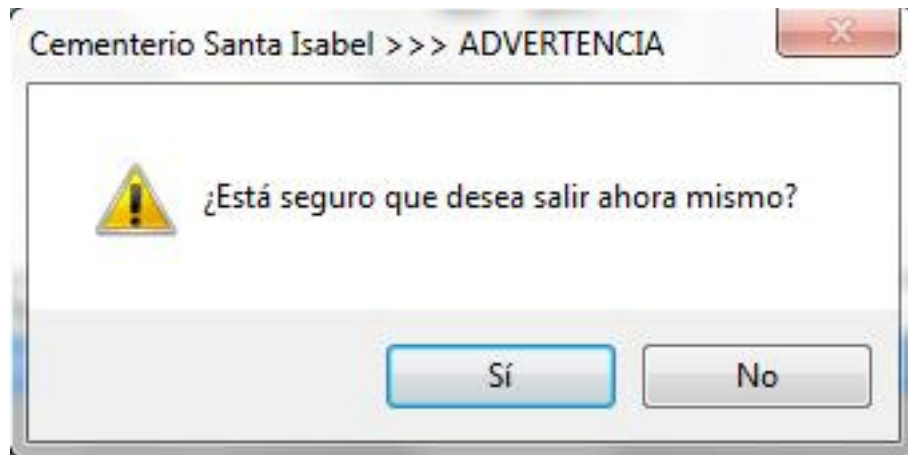 Cementerio Santa Isabel >>> ADVERTENCIA
¿Está seguro que desea salir ahora mismo?
Sí No